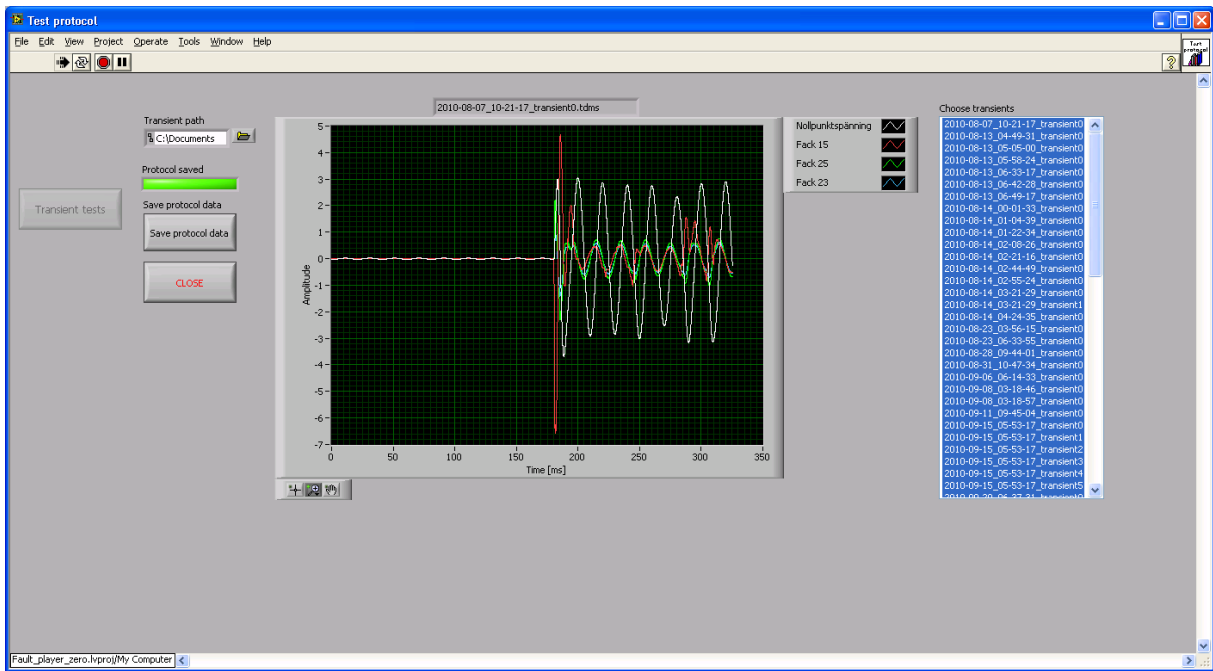 Test protocol
File Edit View Project Operate Tools Window Help
Test
protocol
?
2010-08-07_10-21-17_transient0.tdms
Transient path
C:\Documents
Protocol saved
Transient tests
Save protocol data
Save protocol data
CLOSE
Amplitude
5
4
3
2
1
0
-1
-2
-3
-4
-5
-6
-7
0 50 100 150 200 250 300 350
Time [ms]
Nollpunktspänning
Fack 15
Fack 25
Fack 23
Choose transients
2010-08-07_10-21-17_transient0
2010-08-13_04-49-31_transient0
2010-08-13_05-05-00_transient0
2010-08-13_05-58-24_transient0
2010-08-13_06-33-17_transient0
2010-08-13_06-42-28_transient0
2010-08-13_06-49-17_transient0
2010-08-14_00-01-33_transient0
2010-08-14_01-04-39_transient0
2010-08-14_01-22-34_transient0
2010-08-14_02-08-26_transient0
2010-08-14_02-21-16_transient0
2010-08-14_02-44-49_transient0
2010-08-14_02-55-24_transient0
2010-08-14_03-21-29_transient0
2010-08-14_03-21-29_transient1
2010-08-14_04-24-35_transient0
2010-08-23_03-56-15_transient0
2010-08-23_06-33-55_transient0
2010-08-28_09-44-01_transient0
2010-08-31_10-47-34_transient0
2010-09-06_06-14-33_transient0
2010-09-08_03-18-46_transient0
2010-09-08_03-18-57_transient0
2010-09-11_09-45-04_transient0
2010-09-15_05-53-17_transient0
2010-09-15_05-53-17_transient1
2010-09-15_05-53-17_transient2
2010-09-15_05-53-17_transient3
2010-09-15_05-53-17_transient4
2010-09-15_05-53-17_transient5
Fault_player_zero.lvproj/My Computer